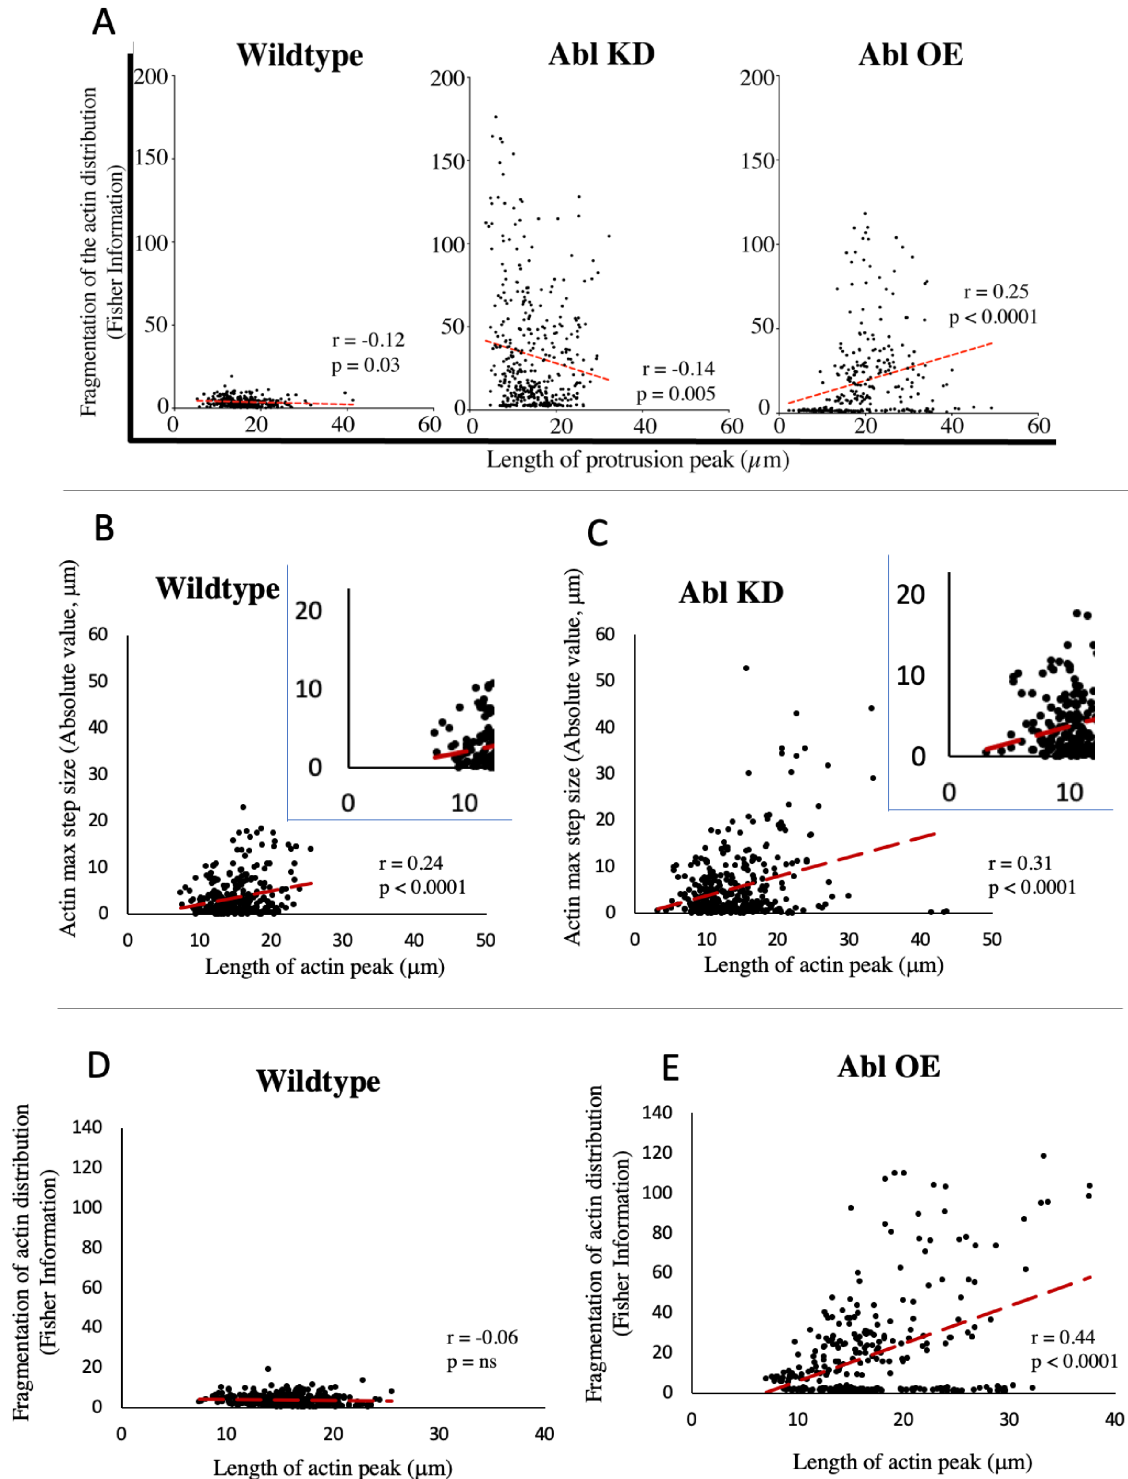 A
Wildtype
Abl KD
Abl OE
Fragmentation of the actin distribution
(Fisher Information)
200
150
100
50
0
0
20
40
60
r = -0.12
p = 0.03
200
150
100
50
0
0
20
40
60
r = -0.14
p = 0.005
200
150
100
50
0
0
20
40
60
r = 0.25
p < 0.0001
Length of protrusion peak (µm)
B
Wildtype
Actin max step size (Absolute value, µm)
60
50
40
30
20
10
0
0
10
20
30
40
50
20
10
0
0
10
r = 0.24
p < 0.0001
Length of actin peak (µm)
C
Abl KD
Actin max step size (Absolute value, µm)
60
50
40
30
20
10
0
0
10
20
30
40
50
20
10
0
0
10
r = 0.31
p < 0.0001
Length of actin peak (µm)
D
Wildtype
Fragmentation of actin distribution
(Fisher Information)
140
120
100
80
60
40
20
0
0
10
20
30
40
r = -0.06
p = ns
Length of actin peak (µm)
E
Abl OE
Fragmentation of actin distribution
(Fisher Information)
140
120
100
80
60
40
20
0
0
10
20
30
40
r = 0.44
p < 0.0001
Length of actin peak (µm)